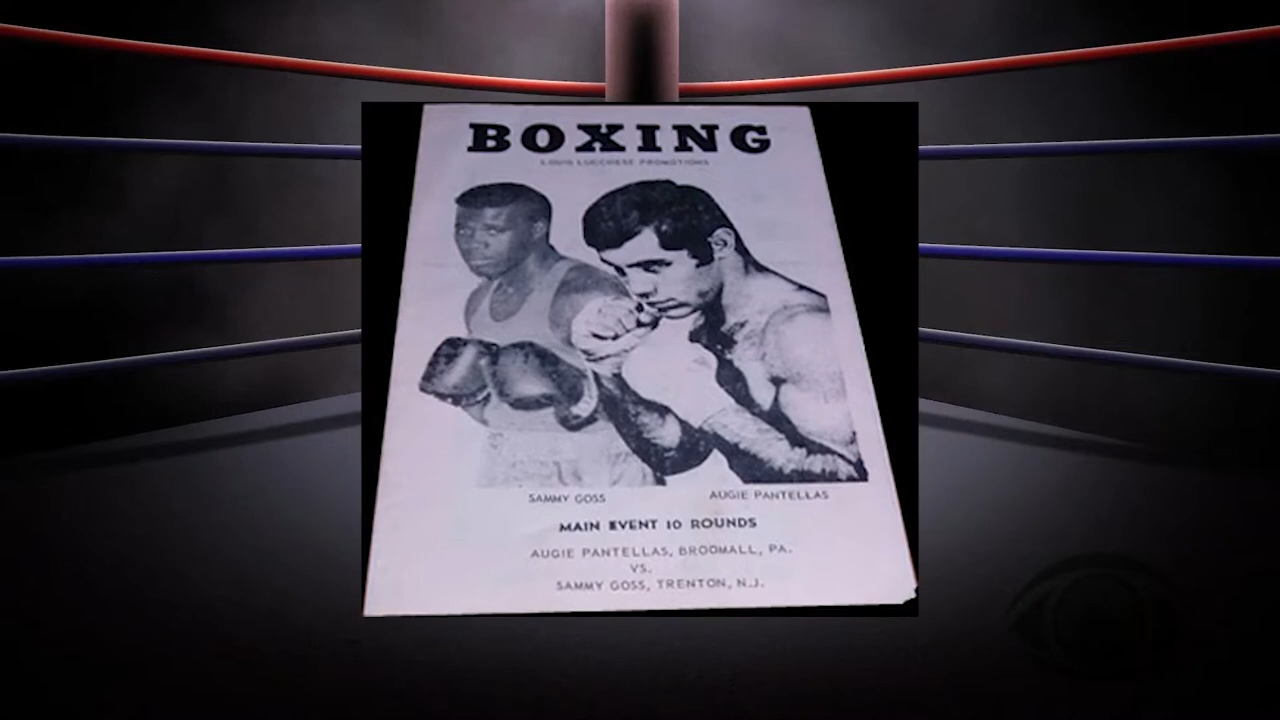 BOXING
LOUIS LUCCHESE PROMOTIONS
SAMMY GOSS
AUGIE PANTELLAS
MAIN EVENT 10 ROUNDS
AUGIE PANTELLAS, BROOMALL, PA.
VS.
SAMMY GOSS, TRENTON, N.J.